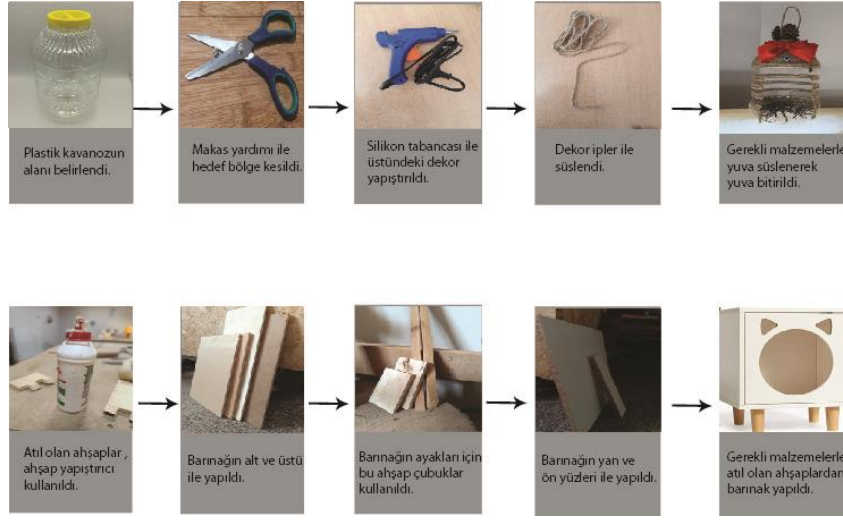 Plastik kavanozun
alanı belirlendi.
Makas yardımı ile
hedef bölge kesildi.
Silikon tabancası ile
üstündeki dekor
yapıştırıldı.
Dekor ipler ile
süslendi.
Gerekli malzemelerle
yuva süslenerek
yuva bitirildi.
Atıl olan ahşaplar ,
ahşap yapıştırıcı
kullanıldı.
Barınağın alt ve üstü
ile yapıldı.
Barınağın ayakları için
bu ahşap çubuklar
kullanıldı.
Barınağın yan ve
ön yüzleri ile yapıldı.
Gerekli malzemelerle
atıl olan ahşaplardan
barınak yapıldı.